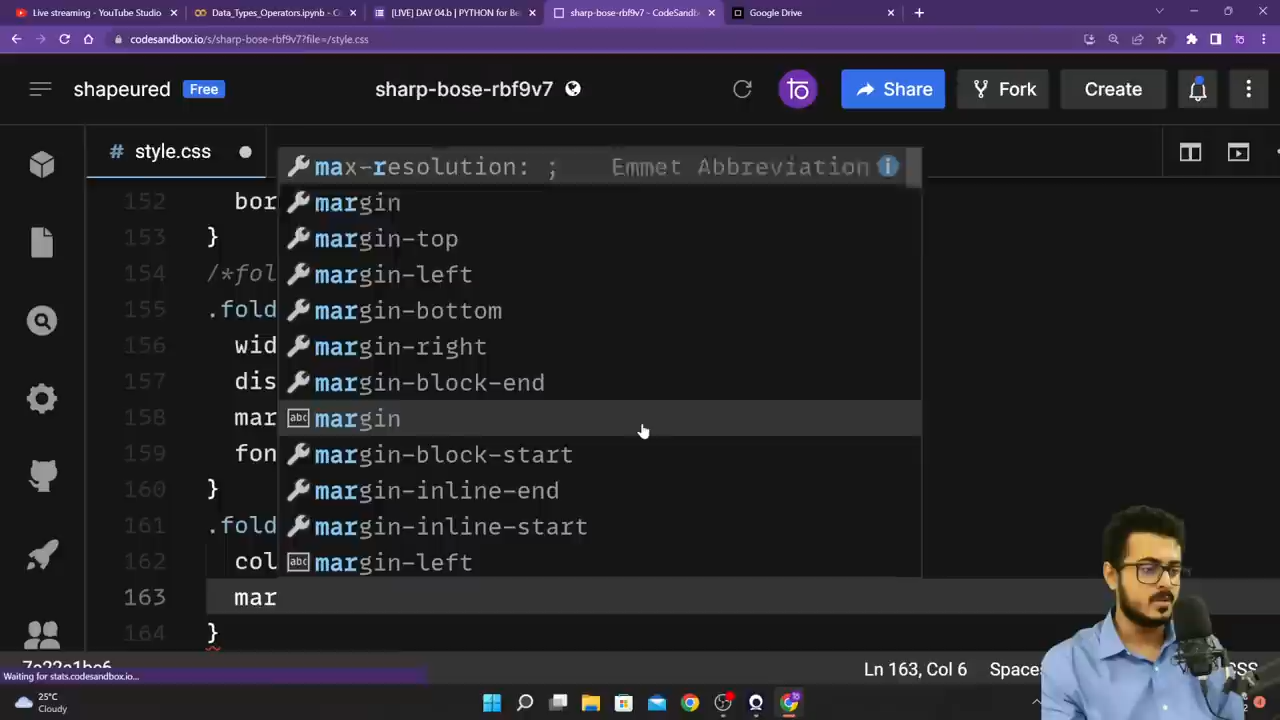 Live streaming - YouTube Studio
Data_Types_Operators.ipynb - C
[LIVE] DAY 04.b | PYTHON for Be
sharp-bose-rbf9v7 - CodeSandb
Google Drive
codesandbox.io/s/sharp-bose-rbf9v7?file=/style.css
shapeured Free
sharp-bose-rbf9v7
Share Fork Create
# style.css
max-resolution: ; Emmet Abbreviation
152 bor margin
153 } margin-top
154 /*fol margin-left
155 .fold margin-bottom
156 wid margin-right
157 dis margin-block-end
158 mar margin
159 fon margin-block-start
160 } margin-inline-end
161 .fold margin-inline-start
162 col margin-left
163 mar
164 }
Ln 163, Col 6 Spaces
Waiting for stats.codesandbox.io...
25°C
Cloudy